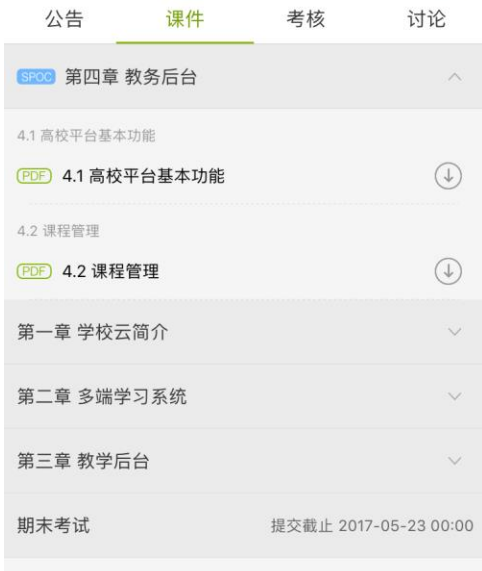 公告 课件 考核 讨论
SPOC 第四章 教务后台
4.1 高校平台基本功能
PDF 4.1 高校平台基本功能
4.2 课程管理
PDF 4.2 课程管理
第一章 学校云简介
第二章 多端学习系统
第三章 教学后台
期末考试 提交截止 2017-05-23 00:00